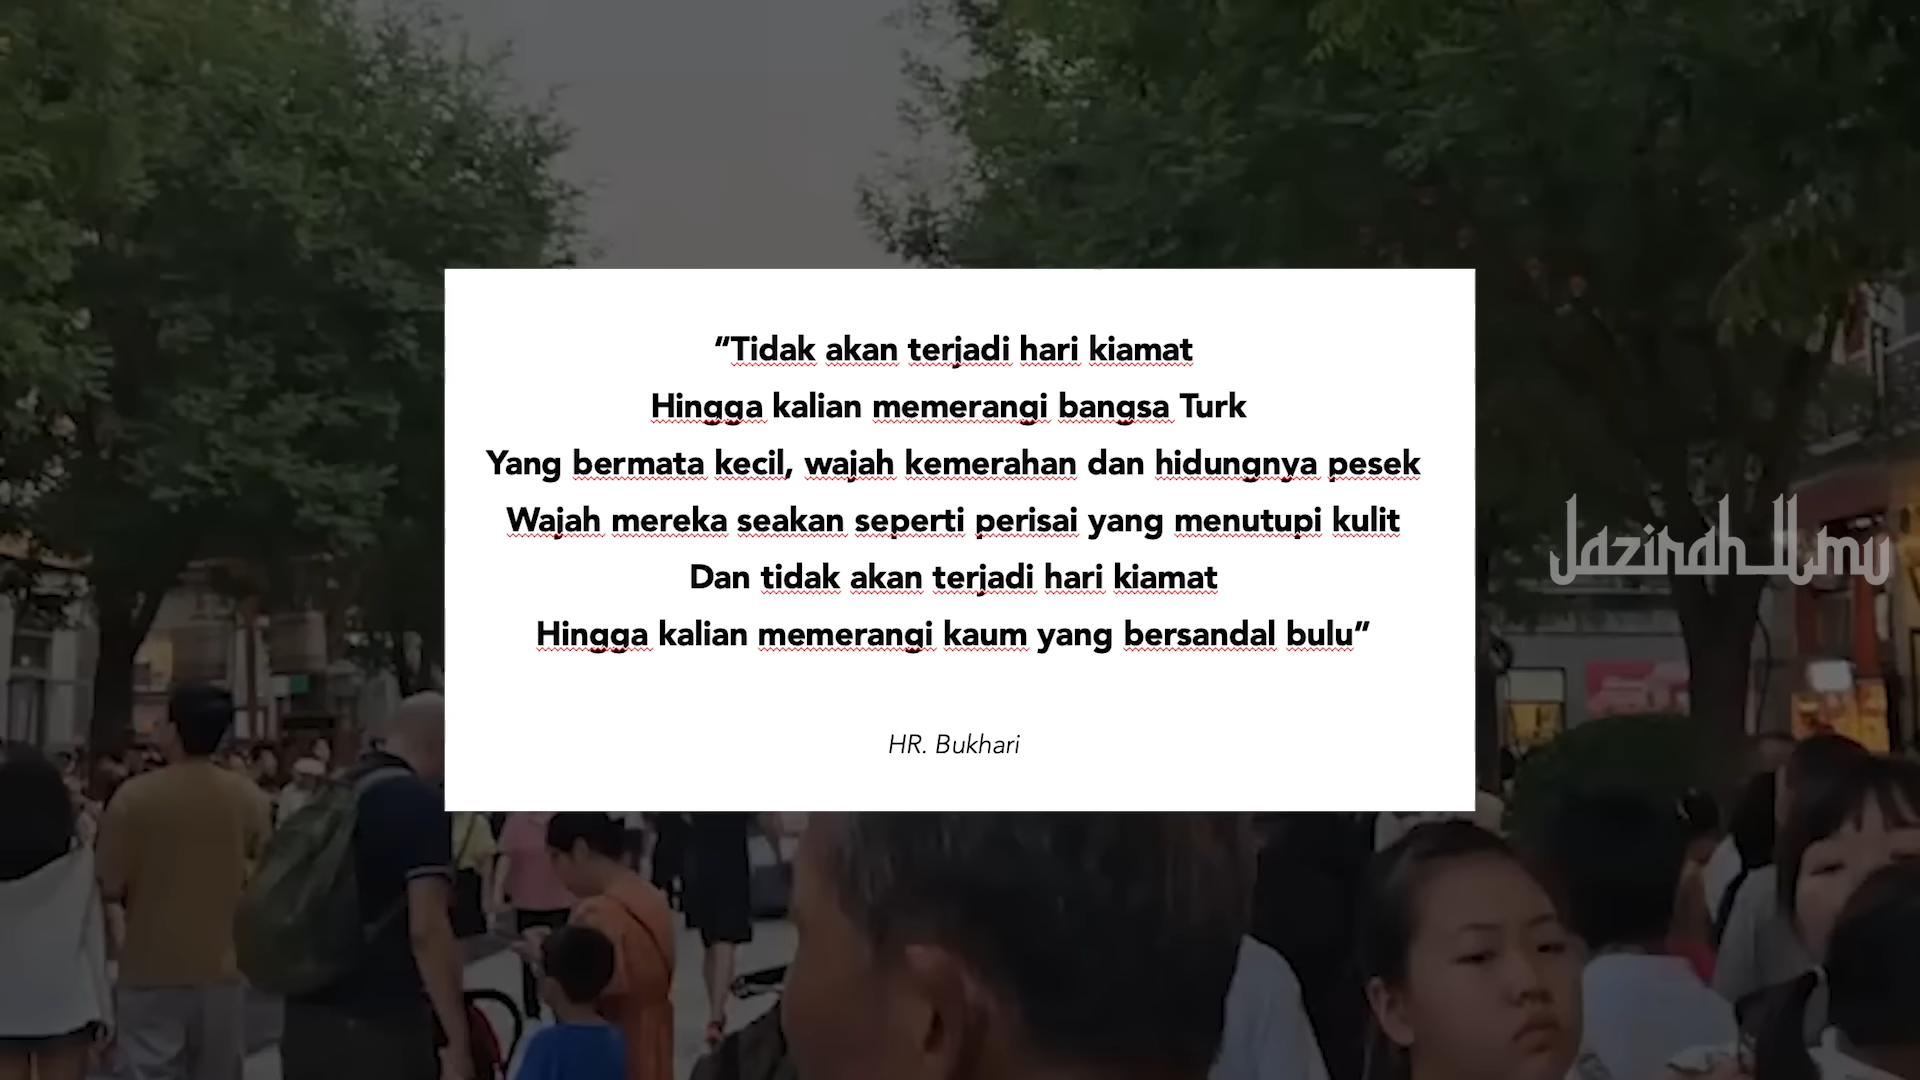 “Tidak akan terjadi hari kiamat
Hingga kalian memerangi bangsa Turk
Yang bermata kecil, wajah kemerahan dan hidungnya pesek
Wajah mereka seakan seperti perisai yang menutupi kulit
Dan tidak akan terjadi hari kiamat
Hingga kalian memerangi kaum yang bersandal bulu”
HR. Bukhari
Jazirah_Ilmu